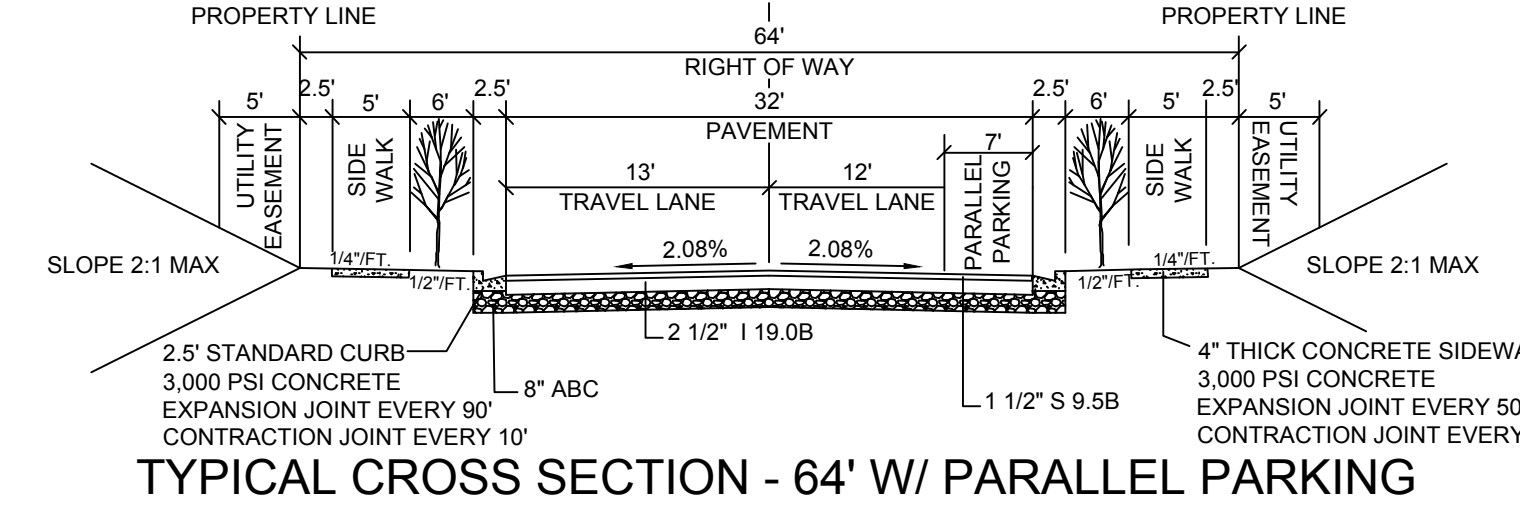 PROPERTY LINE
PROPERTY LINE
64'
RIGHT OF WAY
5'
2.5'
5'
6'
2.5'
32'
2.5'
6'
5'
2.5'
5'
PAVEMENT
7'
UTILITY
EASEMENT
SIDE
WALK
13'
TRAVEL LANE
12'
TRAVEL LANE
PARALLEL
PARKING
SIDE
WALK
UTILITY
EASEMENT
2.08%
2.08%
SLOPE 2:1 MAX
1/4"/FT.
1/2"/FT.
1/2"/FT.
1/4"/FT.
SLOPE 2:1 MAX
2 1/2" I 19.0B
2.5' STANDARD CURB
3,000 PSI CONCRETE
EXPANSION JOINT EVERY 90'
CONTRACTION JOINT EVERY 10'
8" ABC
1 1/2" S 9.5B
4" THICK CONCRETE
3,000 PSI CONCRETE
EXPANSION JOINT EVERY 50
CONTRACTION JOINT EVERY
TYPICAL CROSS SECTION - 64' W/ PARALLEL PARKING